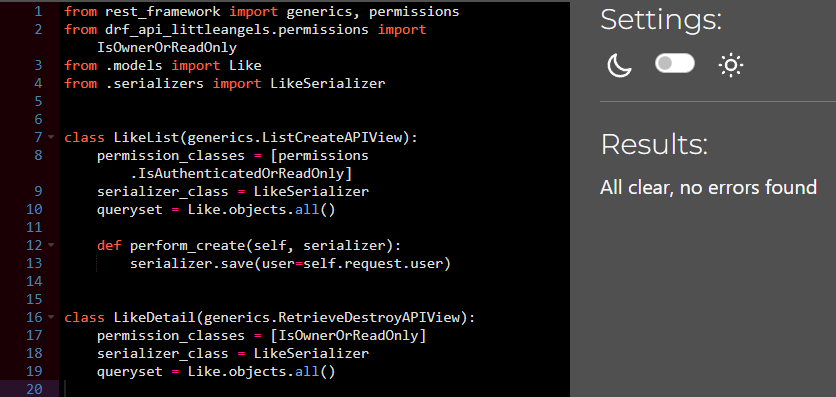 1 from rest_framework import generics, permissions
2 from drf_api_littleangels.permissions import
IsOwnerOrReadOnly
3 from .models import Like
4 from .serializers import LikeSerializer
5
6
7 class LikeList(generics.ListCreateAPIView):
8 permission_classes = [permissions
.IsAuthenticatedOrReadOnly]
9 serializer_class = LikeSerializer
10 queryset = Like.objects.all()
11
12 def perform_create(self, serializer):
13 serializer.save(user=self.request.user)
14
15
16 class LikeDetail(generics.RetrieveDestroyAPIView):
17 permission_classes = [IsOwnerOrReadOnly]
18 serializer_class = LikeSerializer
19 queryset = Like.objects.all()
20
Settings:
Results:
All clear, no errors found